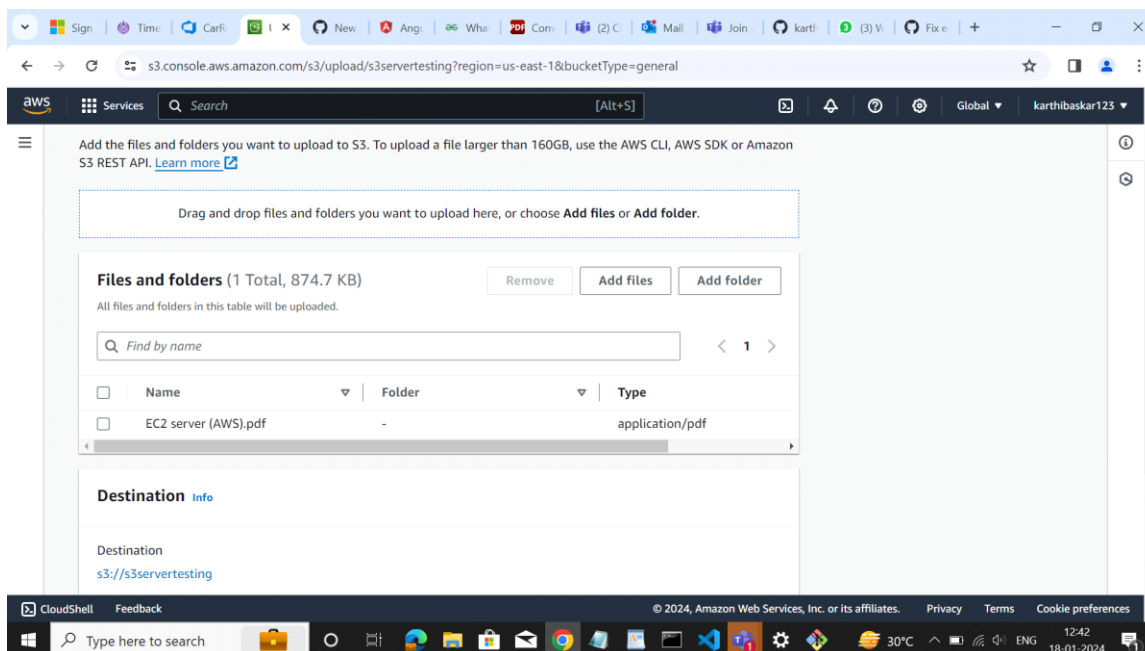 Sign
Time
CarR
New
Angu
Wha
PDF Conv
(2) C
Mail
Join
karth
(3) W
Fix e
s3.console.aws.amazon.com/s3/upload/s3servertesting?region=us-east-1&bucketType=general
aws Services Search [Alt+S] Global karthibaskar123
Add the files and folders you want to upload to S3. To upload a file larger than 160GB, use the AWS CLI, AWS SDK or Amazon
S3 REST API. Learn more
Drag and drop files and folders you want to upload here, or choose Add files or Add folder.
Files and folders (1 Total, 874.7 KB) Remove Add files Add folder
All files and folders in this table will be uploaded.
Find by name 1
Name Folder Type
EC2 server (AWS).pdf - application/pdf
Destination Info
Destination
s3://s3servertesting
CloudShell Feedback © 2024, Amazon Web Services, Inc. or its affiliates. Privacy Terms Cookie preferences
Type here to search 30°C ENG 12:42
18-01-2024